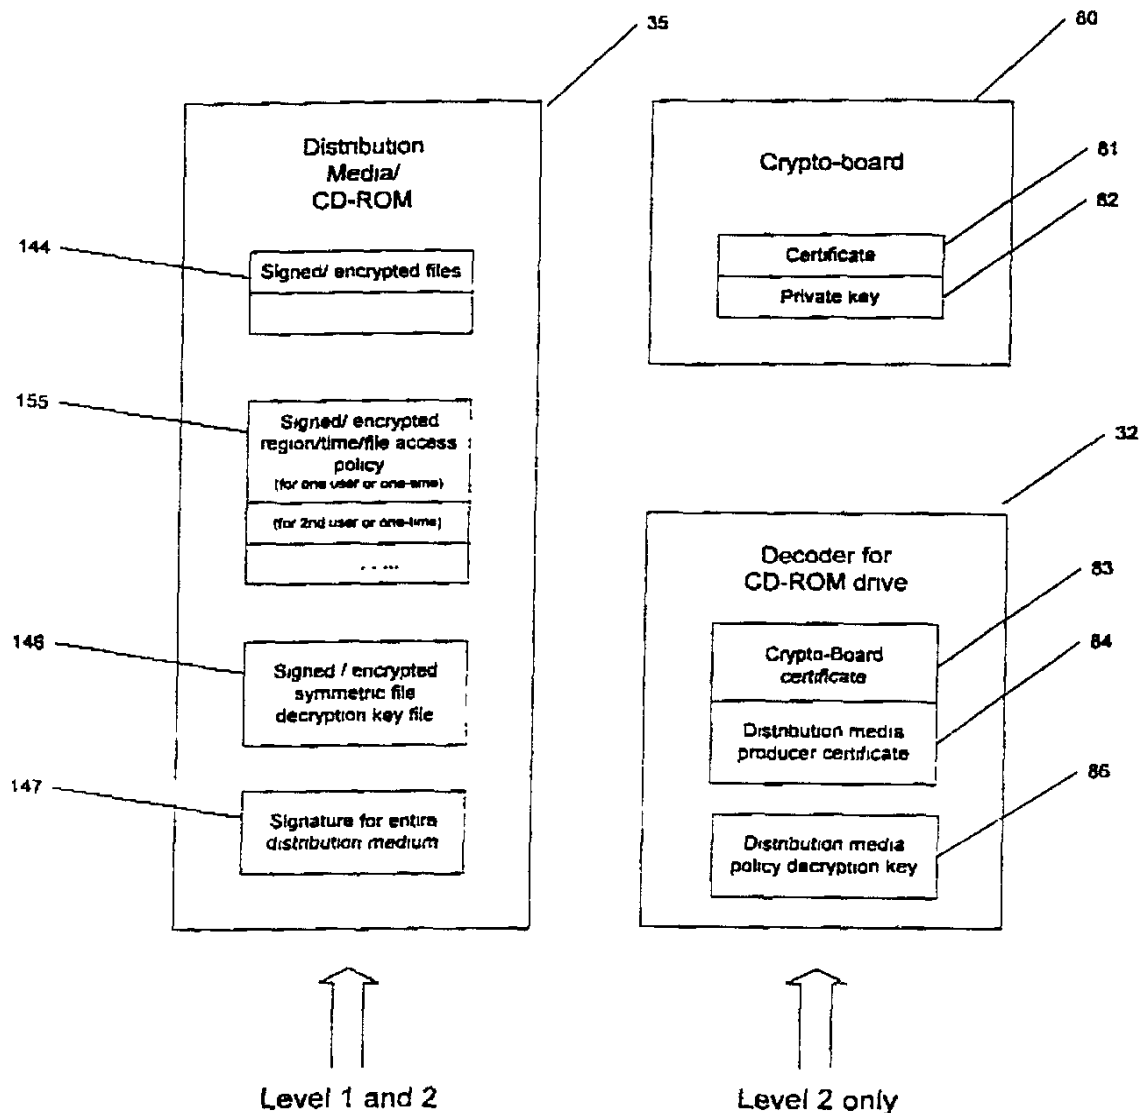 35
80
Distribution
Media/
CD-ROM
Crypto-board
81
82
144
Signed/ encrypted files
Certificate
Private key
155
Signed/ encrypted
region/time/file access
policy
(for one user or one-time)
(for 2nd user or one-time)
. . ...
32
Decoder for
CD-ROM drive
83
148
Signed / encrypted
symmetric file
decryption key file
Crypto-Board
certificate
84
Distribution media
producer certificate
147
Signature for entire
distribution medium
86
Distribution media
policy decryption key
Level 1 and 2
Level 2 only